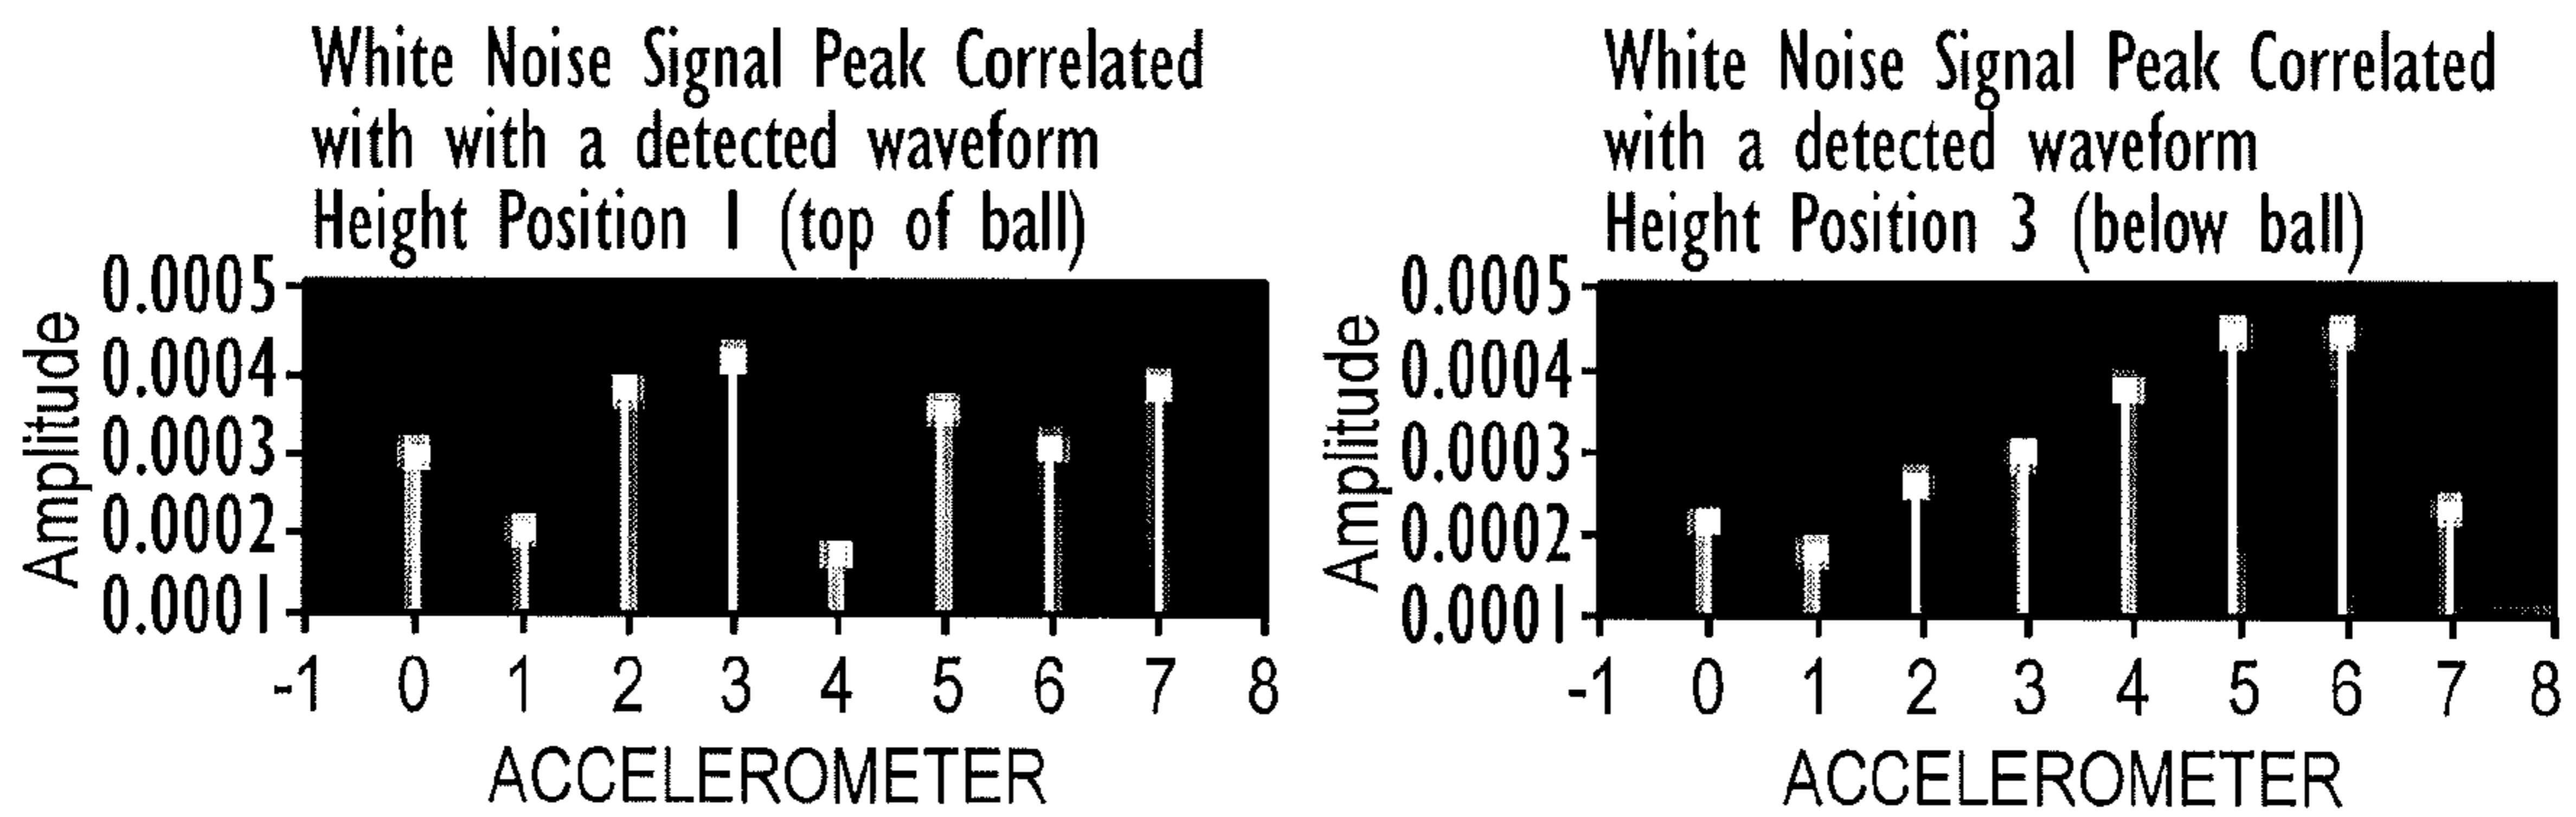 White Noise Signal Peak Correlated
with with a detected waveform
Height Position 1 (top of ball)
Amplitude
0.0005
0.0004
0.0003
0.0002
0.0001
-1 0 1 2 3 4 5 6 7 8
ACCELEROMETER
White Noise Signal Peak Correlated
with a detected waveform
Height Position 3 (below ball)
Amplitude
0.0005
0.0004
0.0003
0.0002
0.0001
-1 0 1 2 3 4 5 6 7 8
ACCELEROMETER